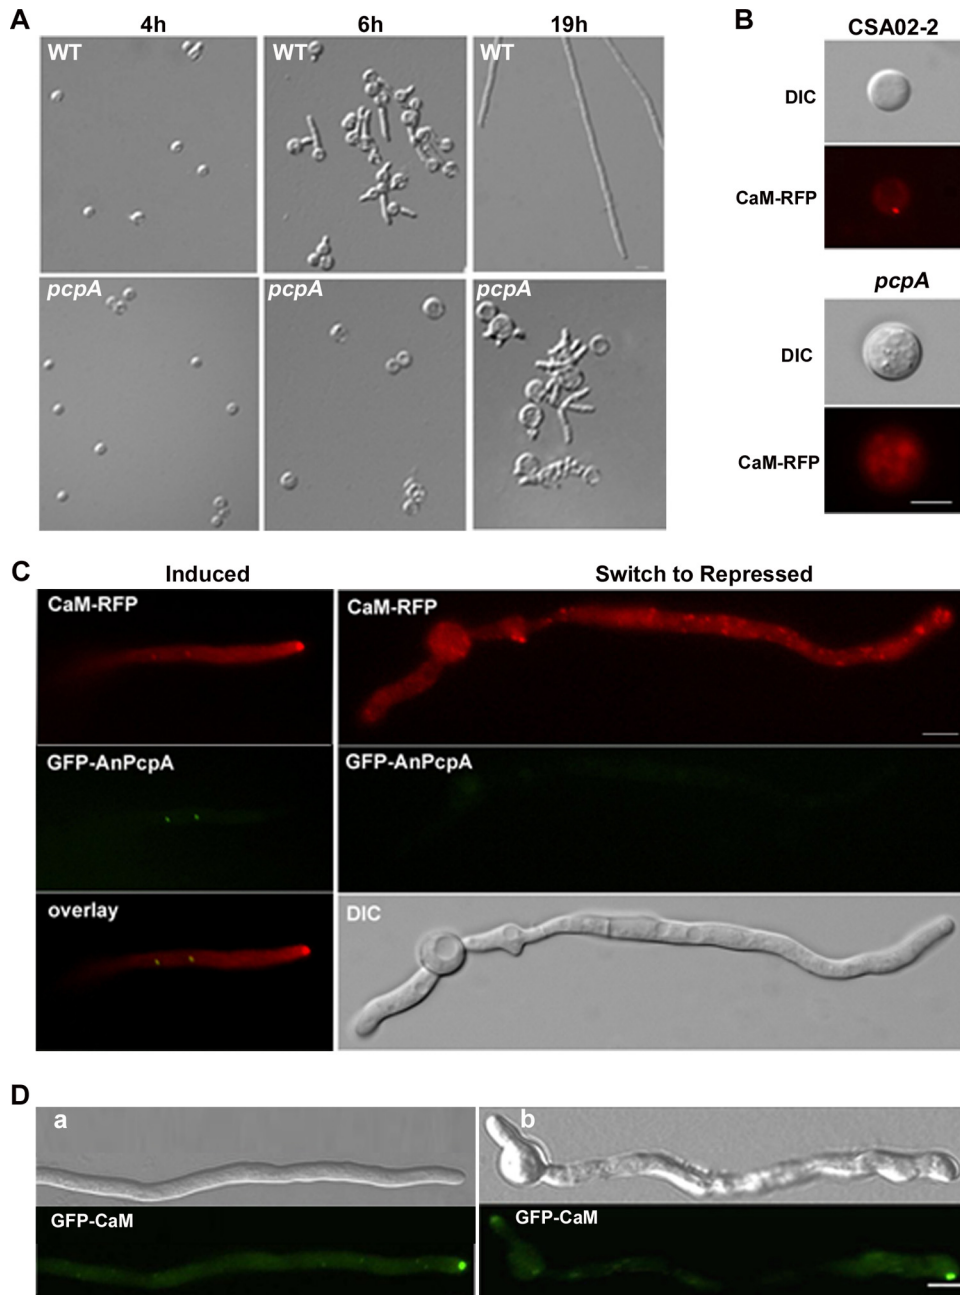 A
4h
6h
19h
WT
WT
WT
pcpA
pcpA
pcpA
B
CSA02-2
DIC
CaM-RFP
pcpA
DIC
CaM-RFP
C
Induced
Switch to Repressed
CaM-RFP
CaM-RFP
GFP-AnPcpA
GFP-AnPcpA
overlay
DIC
D
a
b
GFP-CaM
GFP-CaM